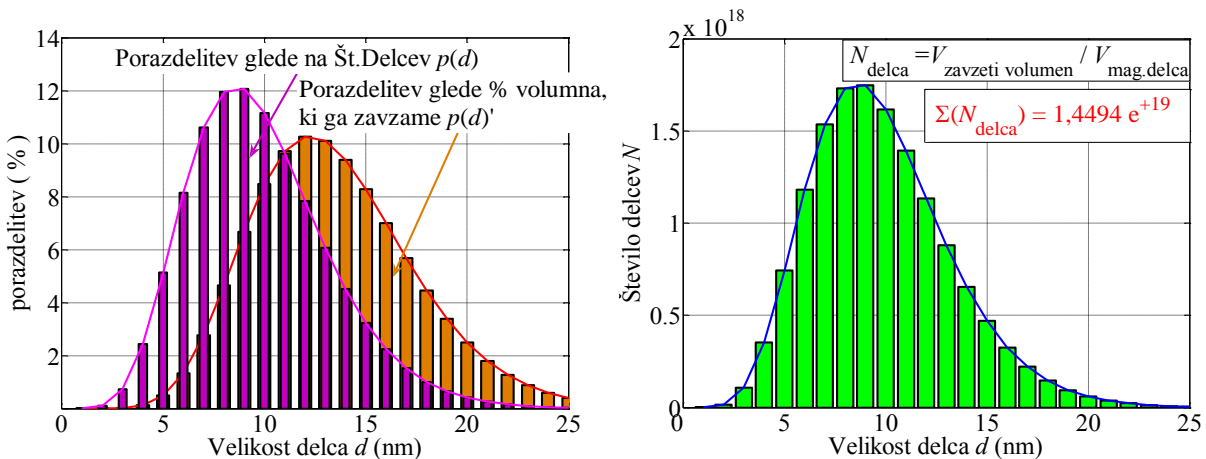 14
12
10
8
6
4
2
0
5
10
15
20
25
porazdelitev ( %)
Velikost delca d (nm)
Porazdelitev glede na Št.Delcev p(d)
Porazdelitev glede % volumna,
ki ga zavzame p(d)'
2 x 10^18
1.5
1
0.5
0
0
5
10
15
20
25
Število delcev N
Velikost delca d (nm)
N_delca =V_zavzeti volumen / V_mag.delca
Σ(N_delca) = 1,4494 e^+19